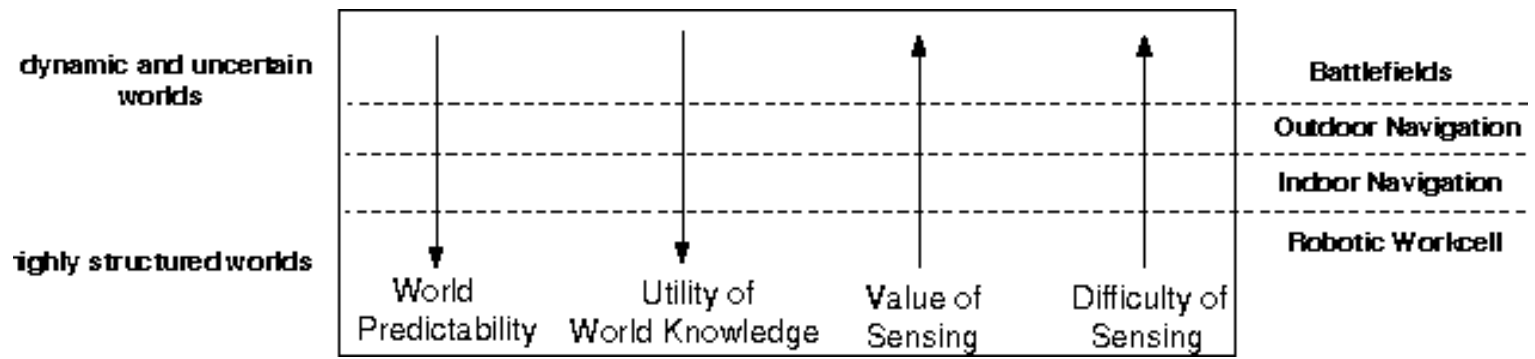 dynamic and uncertain
worlds
Battlefields
Outdoor Navigation
Indoor Navigation
Robotic Workcell
ighly structured worlds
World
Predictability
Utility of
World Knowledge
Value of
Sensing
Difficulty of
Sensing